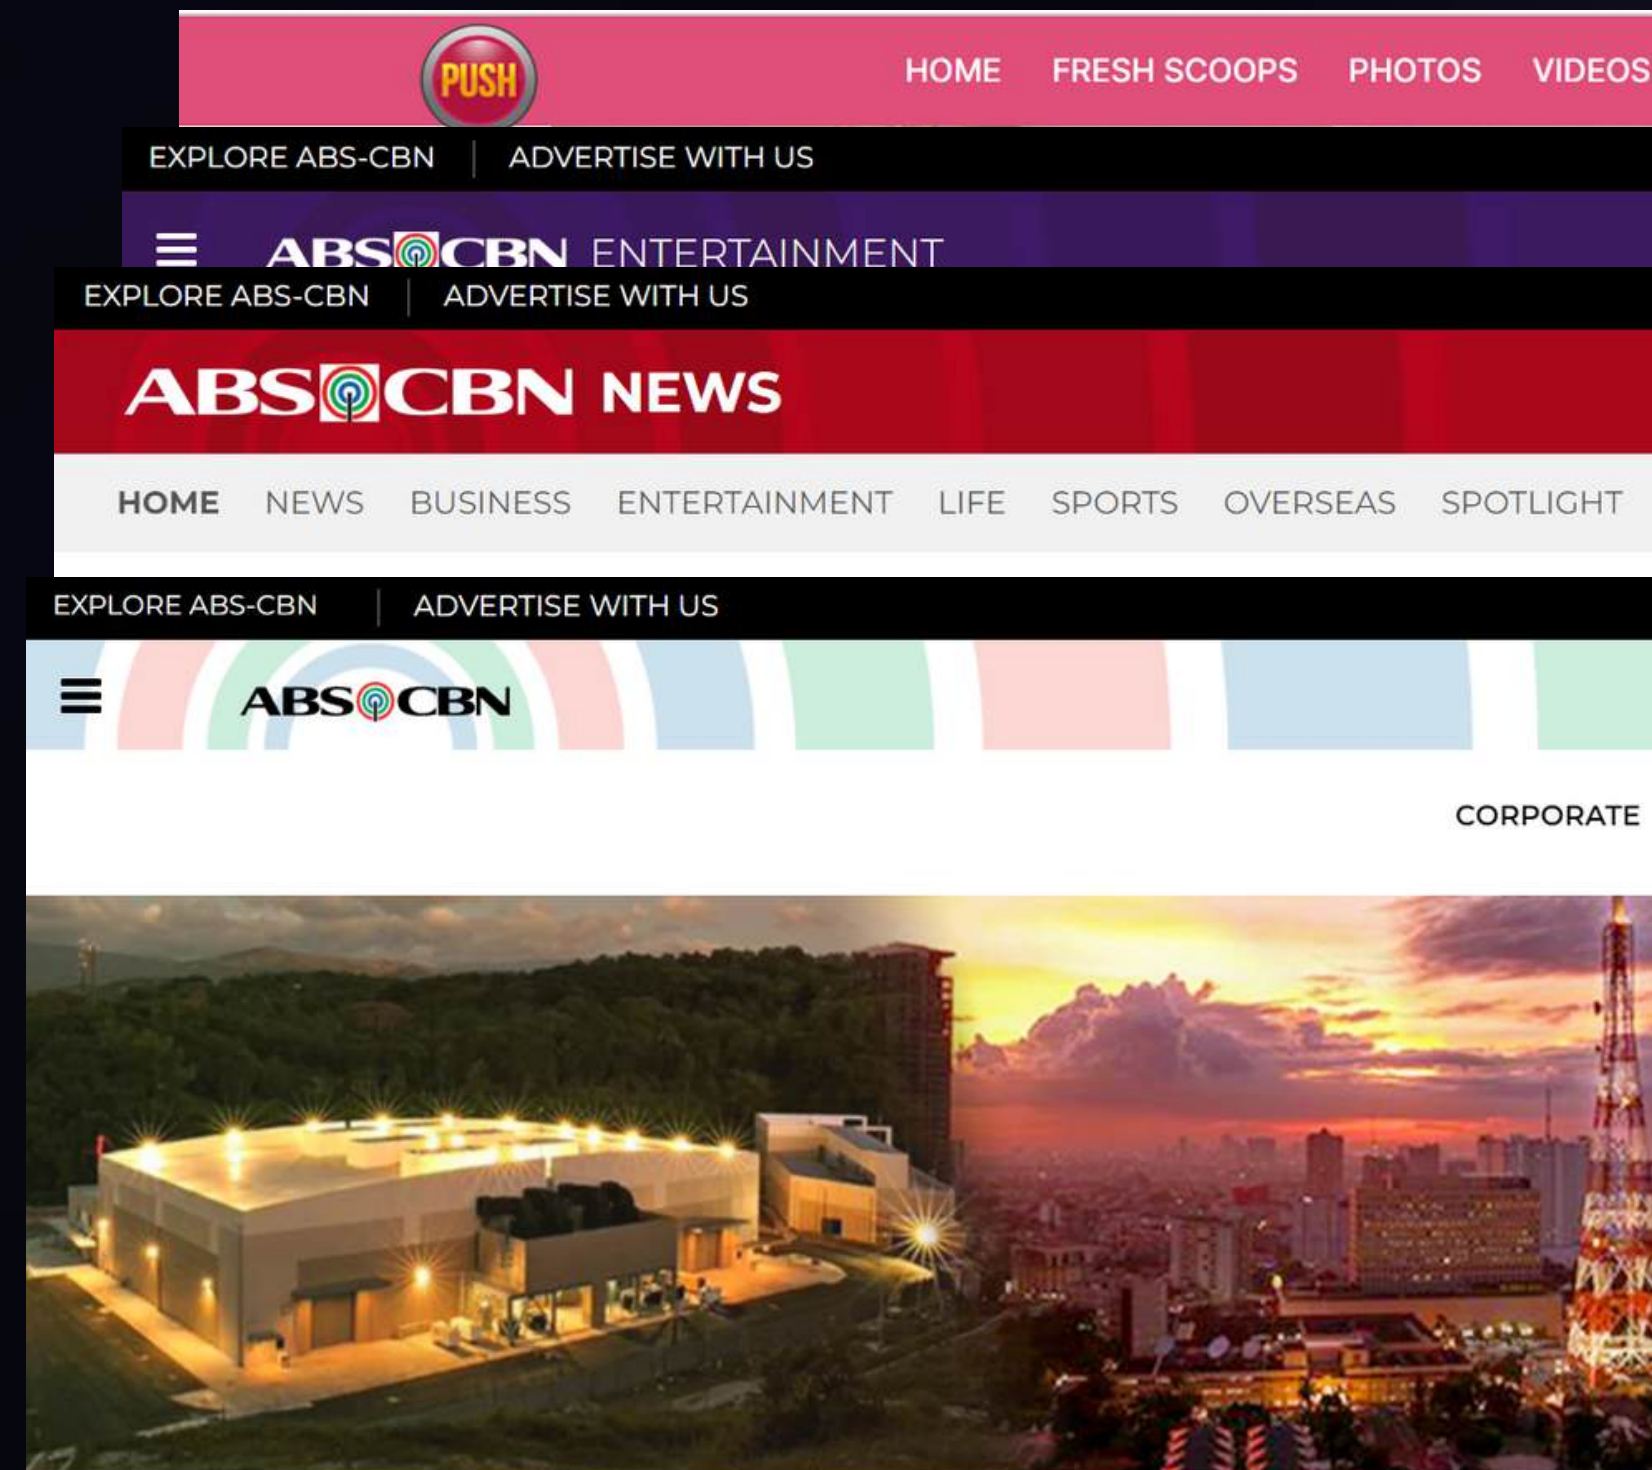 PUSH HOME FRESH SCOOPS PHOTOS VIDEOS
EXPLORE ABS-CBN ADVERTISE WITH US
ABS CBN ENTERTAINMENT
EXPLORE ABS-CBN ADVERTISE WITH US
ABS CBN NEWS
HOME NEWS BUSINESS ENTERTAINMENT LIFE SPORTS OVERSEAS SPOTLIGHT
EXPLORE ABS-CBN ADVERTISE WITH US
ABS CBN
CORPORATE